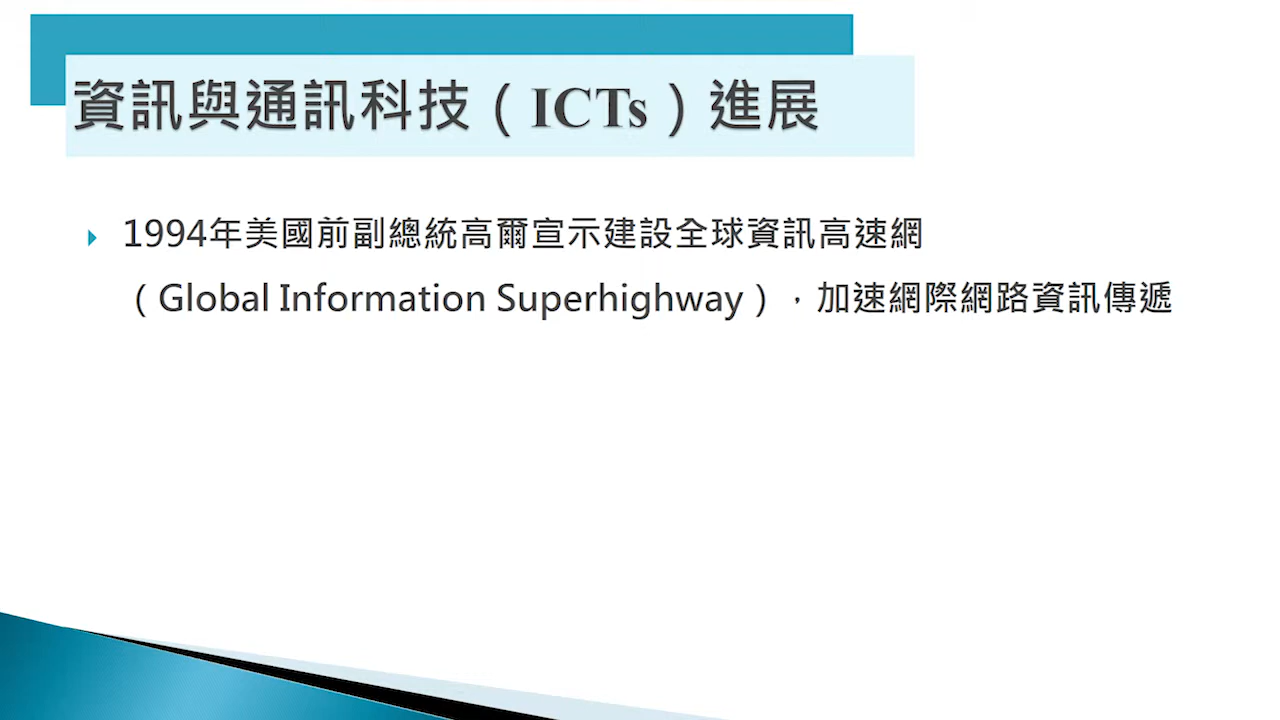 資訊與通訊科技（ICTs）進展
1994年美國前副總統高爾宣示建設全球資訊高速網
（Global Information Superhighway），加速網際網路資訊傳遞